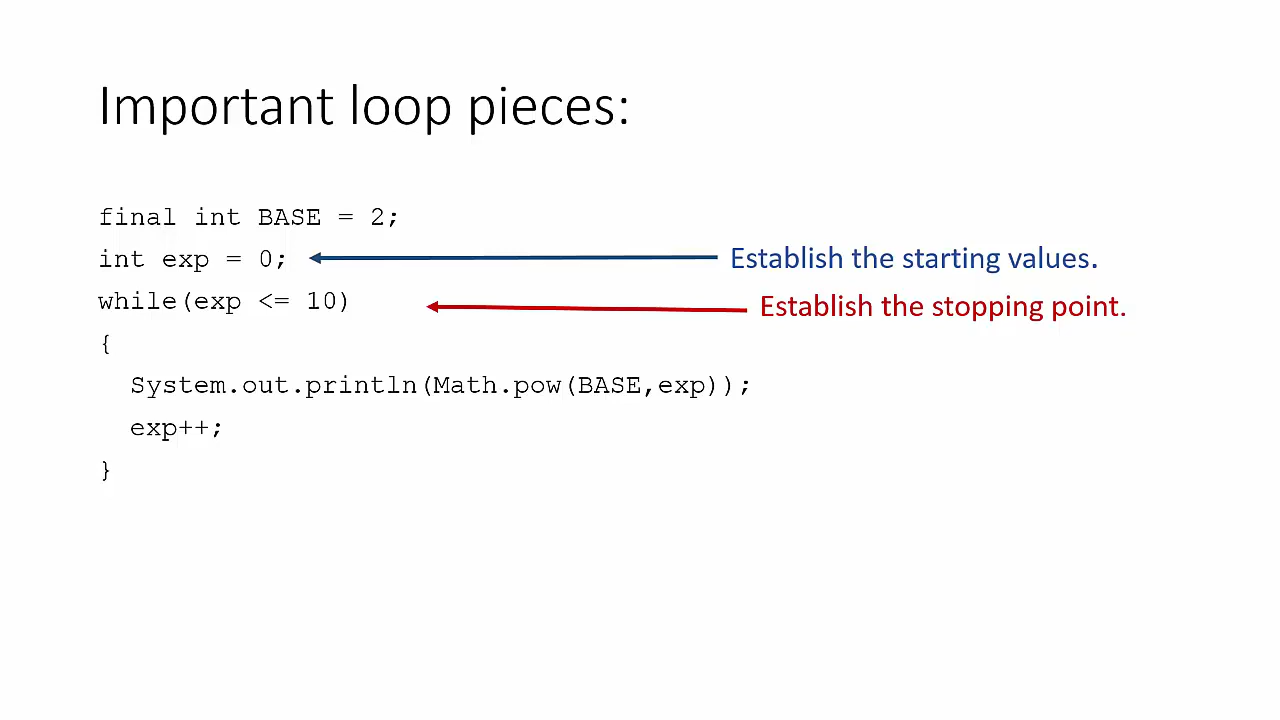 Important loop pieces:
final int BASE = 2;
int exp = 0;
Establish the starting values.
while(exp <= 10)
Establish the stopping point.
{
System.out.println(Math.pow(BASE,exp));
exp++;
}